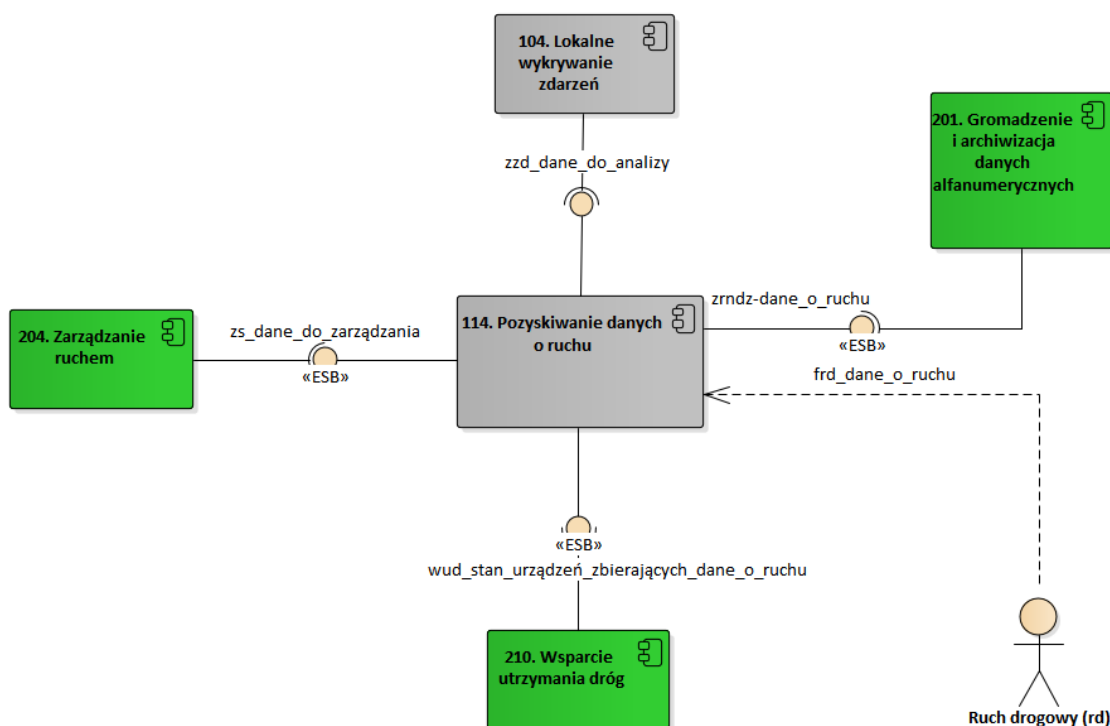 104. Lokalne
wykrywanie
zdarzeń
201. Gromadzenie
i archiwizacja
danych
alfanumerycznych
zzd_dane_do_analizy
zrndz-dane_o_ruchu
«ESB»
114. Pozyskiwanie danych
o ruchu
204. Zarządzanie
ruchem
zs_dane_do_zarządzania
«ESB»
frd_dane_o_ruchu
«ESB»
wud_stan_urządzeń_zbierających_dane_o_ruchu
210. Wsparcie
utrzymania dróg
Ruch drogowy (rd)